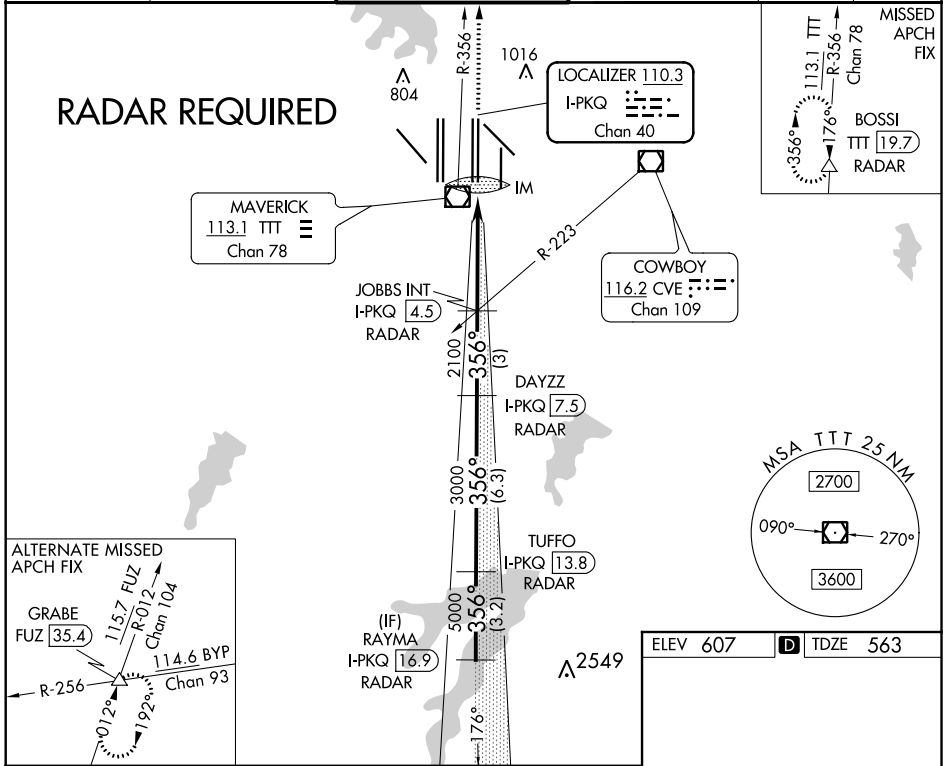 RADAR REQUIRED
R-356
804
1016
LOCALIZER 110.3
I-PKQ
Chan 40
MISSED
APCH
FIX
113.1 TTT
R-356
Chan 78
356°
176°
BOSSI
TTT 19.7
RADAR
IM
MAVERICK
113.1 TTT
Chan 78
R-223
COWBOY
116.2 CVE
Chan 109
JOBBS INT
I-PKQ 4.5
RADAR
2100
356°
(3)
DAYZZ
I-PKQ 7.5
RADAR
3000
356°
(6.3)
TUFFO
I-PKQ 13.8
RADAR
5000
356°
(3.2)
(IF)
RAYMA
I-PKQ 16.9
RADAR
176°
2549
MSA TTT 25 NM
2700
090°
270°
3600
ALTERNATE MISSED
APCH FIX
GRABE
FUZ 35.4
115.7 FUZ
R-012
Chan 104
114.6 BYP
Chan 93
R-256
012°
192°
ELEV 607 D TDZE 563